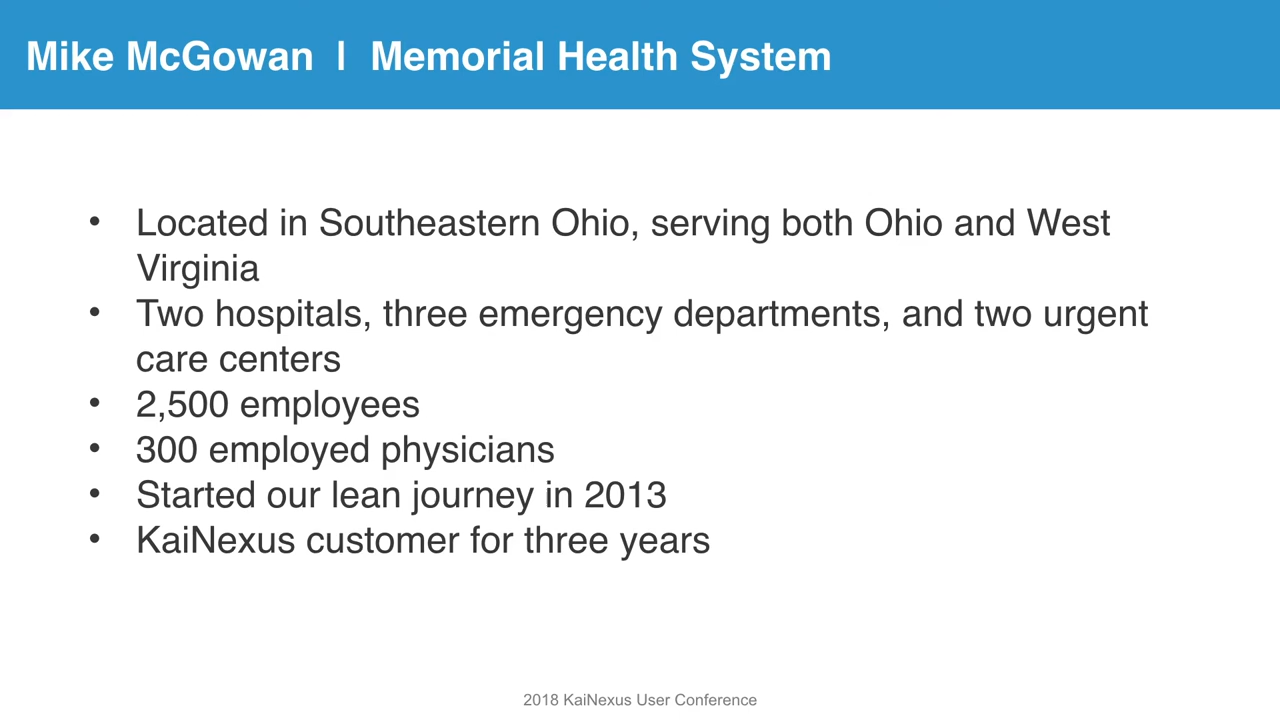 Mike McGowan | Memorial Health System
• Located in Southeastern Ohio, serving both Ohio and West
Virginia
• Two hospitals, three emergency departments, and two urgent
care centers
• 2,500 employees
• 300 employed physicians
• Started our lean journey in 2013
• KaiNexus customer for three years
2018 KaiNexus User Conference